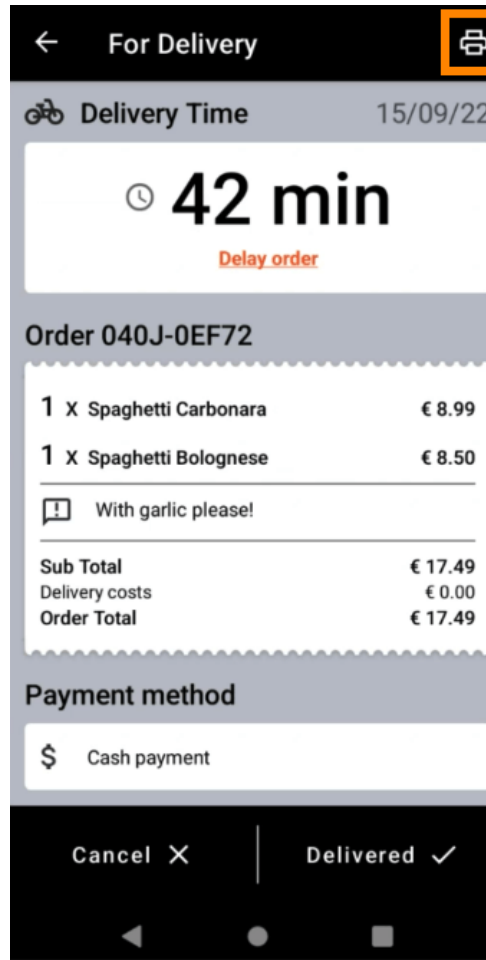 For Delivery
Delivery Time 15/09/22
42 min
Delay order
Order 040J-0EF72
1 X Spaghetti Carbonara € 8.99
1 X Spaghetti Bolognese € 8.50
With garlic please!
Sub Total € 17.49
Delivery costs € 0.00
Order Total € 17.49
Payment method
$ Cash payment
Cancel Delivered